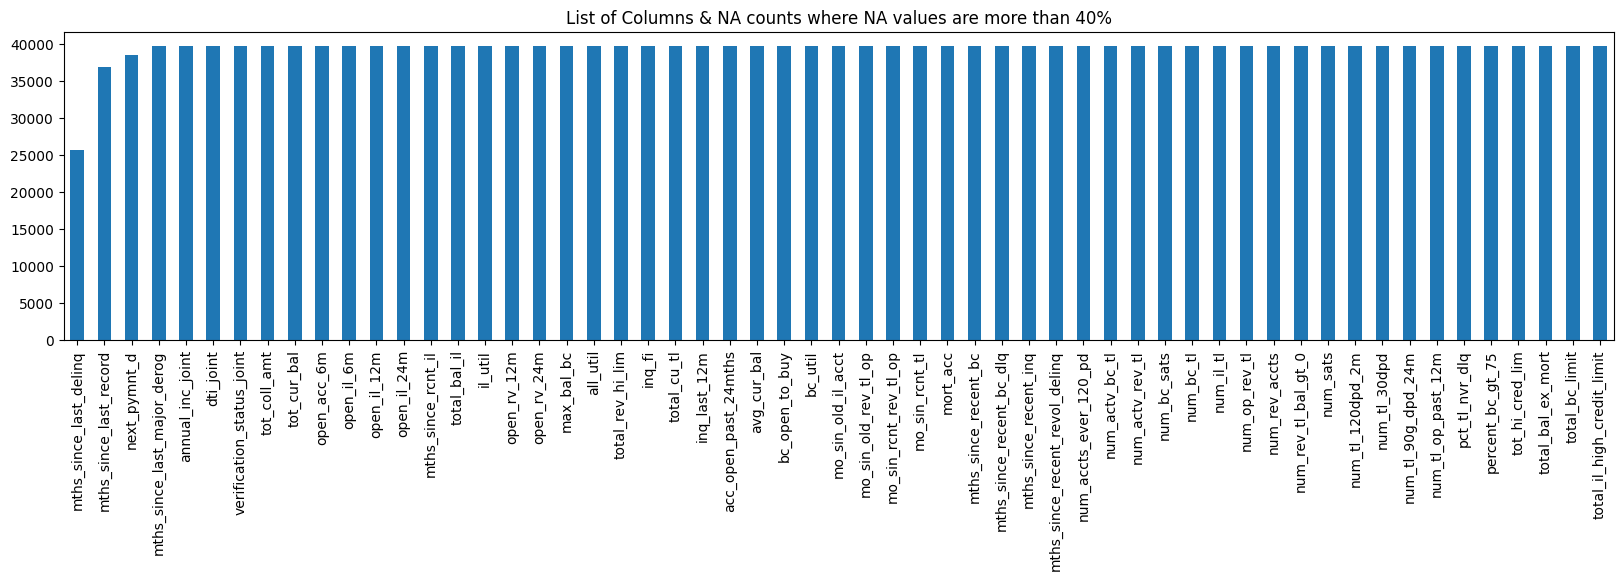 List of Columns & NA counts where NA values are more than 40%
40000
35000
30000
25000
20000
15000
10000
5000
0
mths_since_last_delinq
mths_since_last_record
next_pymnt_d
mths_since_last_major_derog
annual_inc_joint
dti_joint
verification_status_joint
tot_coll_amt
tot_cur_bal
open_acc_6m
open_il_6m
open_il_12m
open_il_24m
mths_since_rcnt_il
total_bal_il
il_util
open_rv_12m
open_rv_24m
max_bal_bc
all_util
total_rev_hi_lim
inq_fi
total_cu_tl
inq_last_12m
acc_open_past_24mths
avg_cur_bal
bc_open_to_buy
bc_util
mo_sin_old_il_acct
mo_sin_old_rev_tl_op
mo_sin_rcnt_rev_tl_op
mo_sin_rcnt_tl
mort_acc
mths_since_recent_bc
mths_since_recent_bc_dlq
mths_since_recent_inq
mths_since_recent_revol_delinq
num_accts_ever_120_pd
num_actv_bc_tl
num_actv_rev_tl
num_bc_sats
num_bc_tl
num_il_tl
num_op_rev_tl
num_rev_accts
num_rev_tl_bal_gt_0
num_sats
num_tl_120dpd_2m
num_tl_30dpd
num_tl_90g_dpd_24m
num_tl_op_past_12m
pct_tl_nvr_dlq
percent_bc_gt_75
tot_hi_cred_lim
total_bal_ex_mort
total_bc_limit
total_il_high_credit_limit